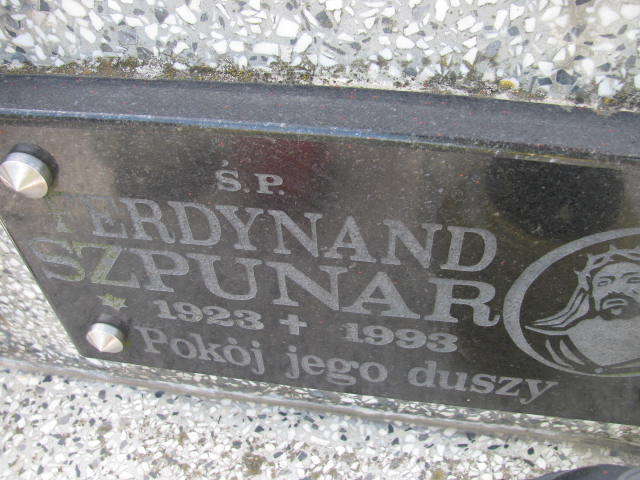 Ś.P.
FERDYNAND
SZPUNAR
* 1923 + 1993
Pokój jego duszy